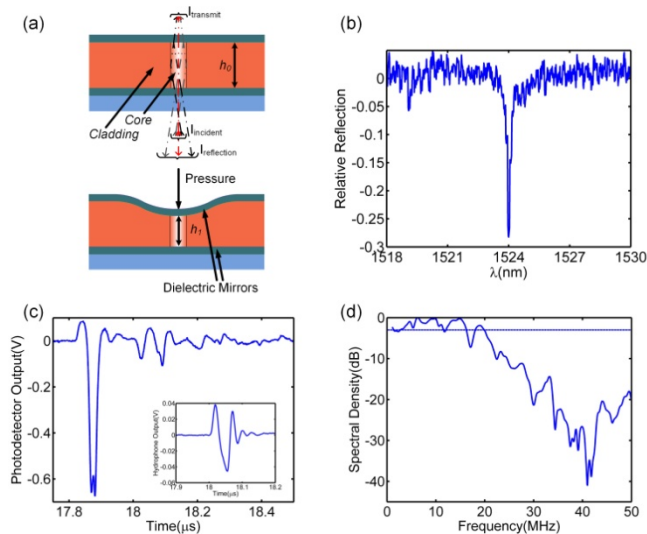 (a)
I transmit
h0
Core
Cladding
I incident
I reflection
Pressure
h1
Dielectric Mirrors
(b)
Relative Reflection
0
-0.05
-0.1
-0.15
-0.2
-0.25
-0.3
1518 1521 1524 1527 1530
λ(nm)
(c)
Photodetector Output(V)
0
-0.2
-0.4
-0.6
17.8 18 18.2 18.4
Time(μs)
Hydrophone Output(V)
0.04
0.02
0
-0.02
-0.04
-0.06
17.9 18 18.1 18.2
Time(μs)
(d)
Spectral Density(dB)
0
-10
-20
-30
-40
0 10 20 30 40 50
Frequency(MHz)